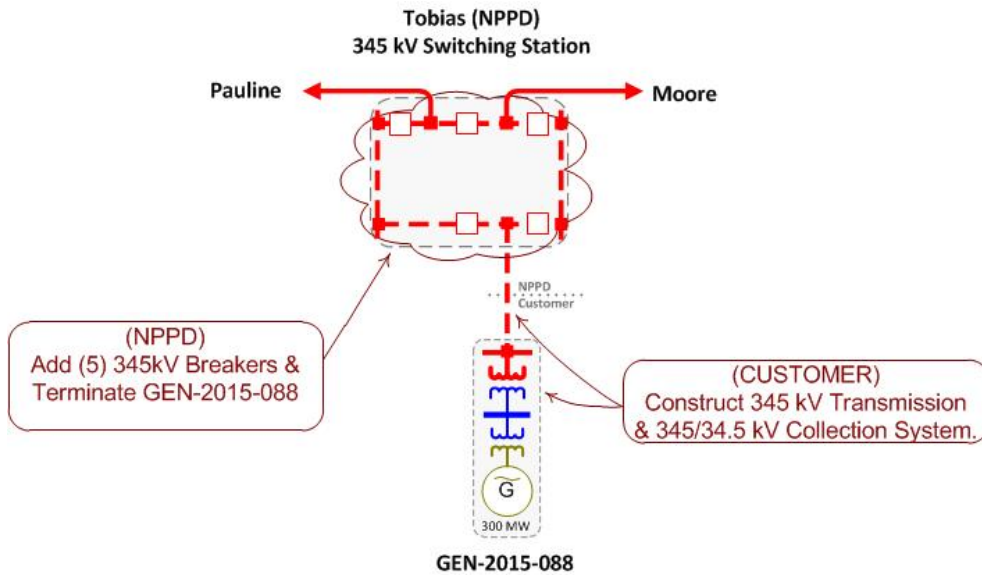 Tobias (NPPD)
345 kV Switching Station
Pauline
Moore
NPPD
Customer
(NPPD)
Add (5) 345kV Breakers &
Terminate GEN-2015-088
(CUSTOMER)
Construct 345 kV Transmission
& 345/34.5 kV Collection System.
G
300 MW
GEN-2015-088